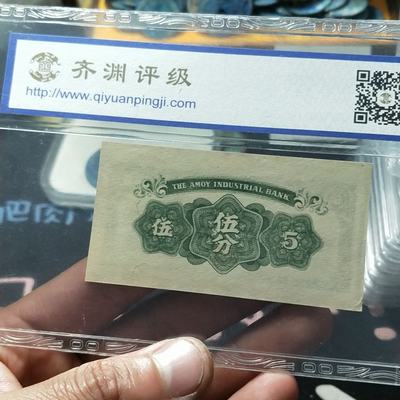 齐渊评级
http://www.qiyuanpingji.com
THE AMOY INDUSTRIAL BANK
伍 伍分 5